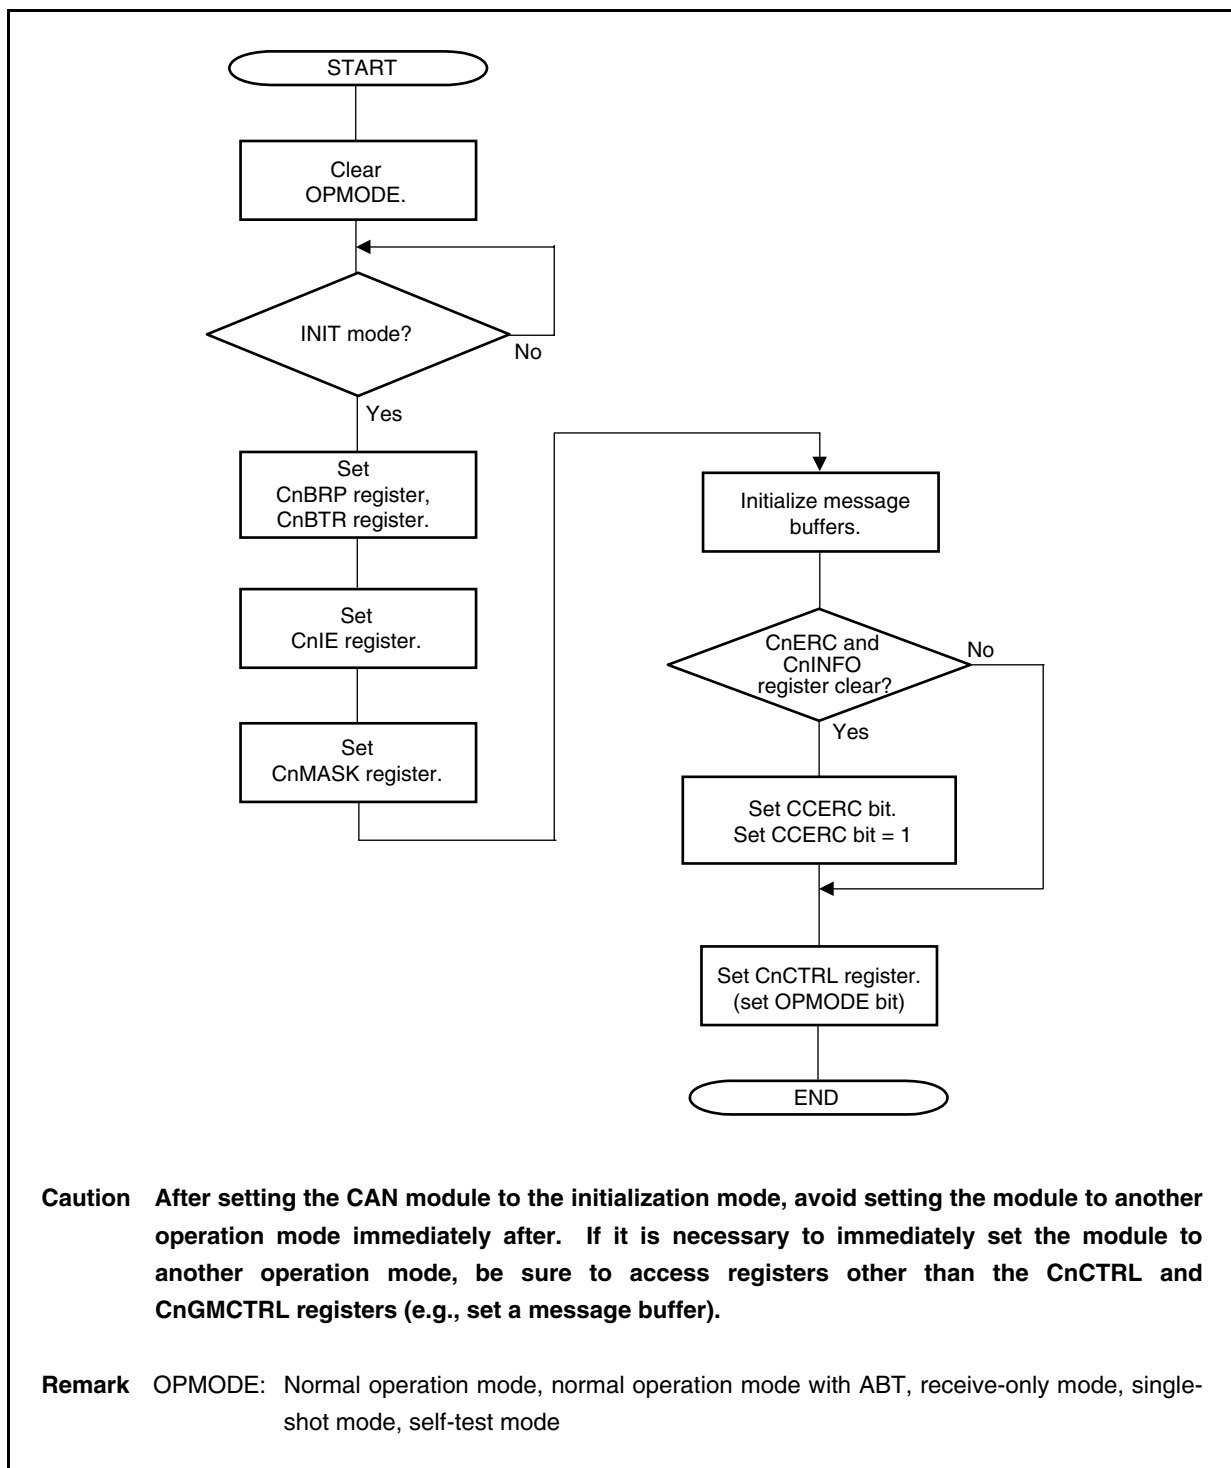 START
Clear
OPMODE.
INIT mode?
No
Yes
Set
CnBRP register,
CnBTR register.
Set
CnIE register.
Set
CnMASK register.
Initialize message
buffers.
CnERC and
CnINFO
register clear?
No
Yes
Set CCERC bit.
Set CCERC bit = 1
Set CnCTRL register.
(set OPMODE bit)
END
Caution After setting the CAN module to the initialization mode, avoid setting the module to another
operation mode immediately after. If it is necessary to immediately set the module to
another operation mode, be sure to access registers other than the CnCTRL and
CnGMCTRL registers (e.g., set a message buffer).
Remark OPMODE: Normal operation mode, normal operation mode with ABT, receive-only mode, single-
shot mode, self-test mode